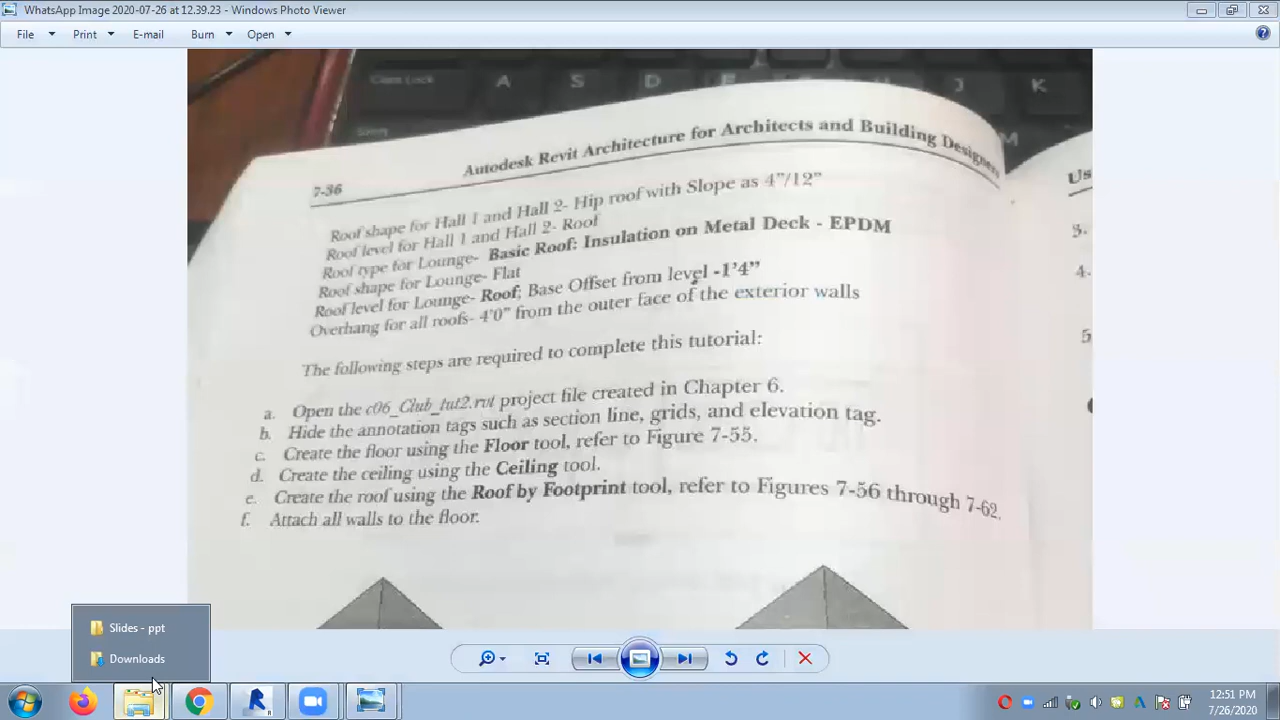 WhatsApp Image 2020-07-26 at 12.39.23 - Windows Photo Viewer
File Print E-mail Burn Open
Caps Lock A S D F J K
M
7-36 Autodesk Revit Architecture for Architects and Building Designers
Us
Roof shape for Hall 1 and Hall 2- Hip roof with Slope as 4"/12"
Roof level for Hall 1 and Hall 2- Roof
Roof type for Lounge- Basic Roof: Insulation on Metal Deck - EPDM
Roof shape for Lounge- Flat
Roof level for Lounge- Roof; Base Offset from level -1'4"
Overhang for all roofs- 4'0" from the outer face of the exterior walls
3.
4.
5
The following steps are required to complete this tutorial:
a. Open the c06_Club_tut2.rvt project file created in Chapter 6.
b. Hide the annotation tags such as section line, grids, and elevation tag.
c. Create the floor using the Floor tool, refer to Figure 7-55.
d. Create the ceiling using the Ceiling tool.
e. Create the roof using the Roof by Footprint tool, refer to Figures 7-56 through 7-62.
f. Attach all walls to the floor.
Slides - ppt
Downloads
12:51 PM
7/26/2020